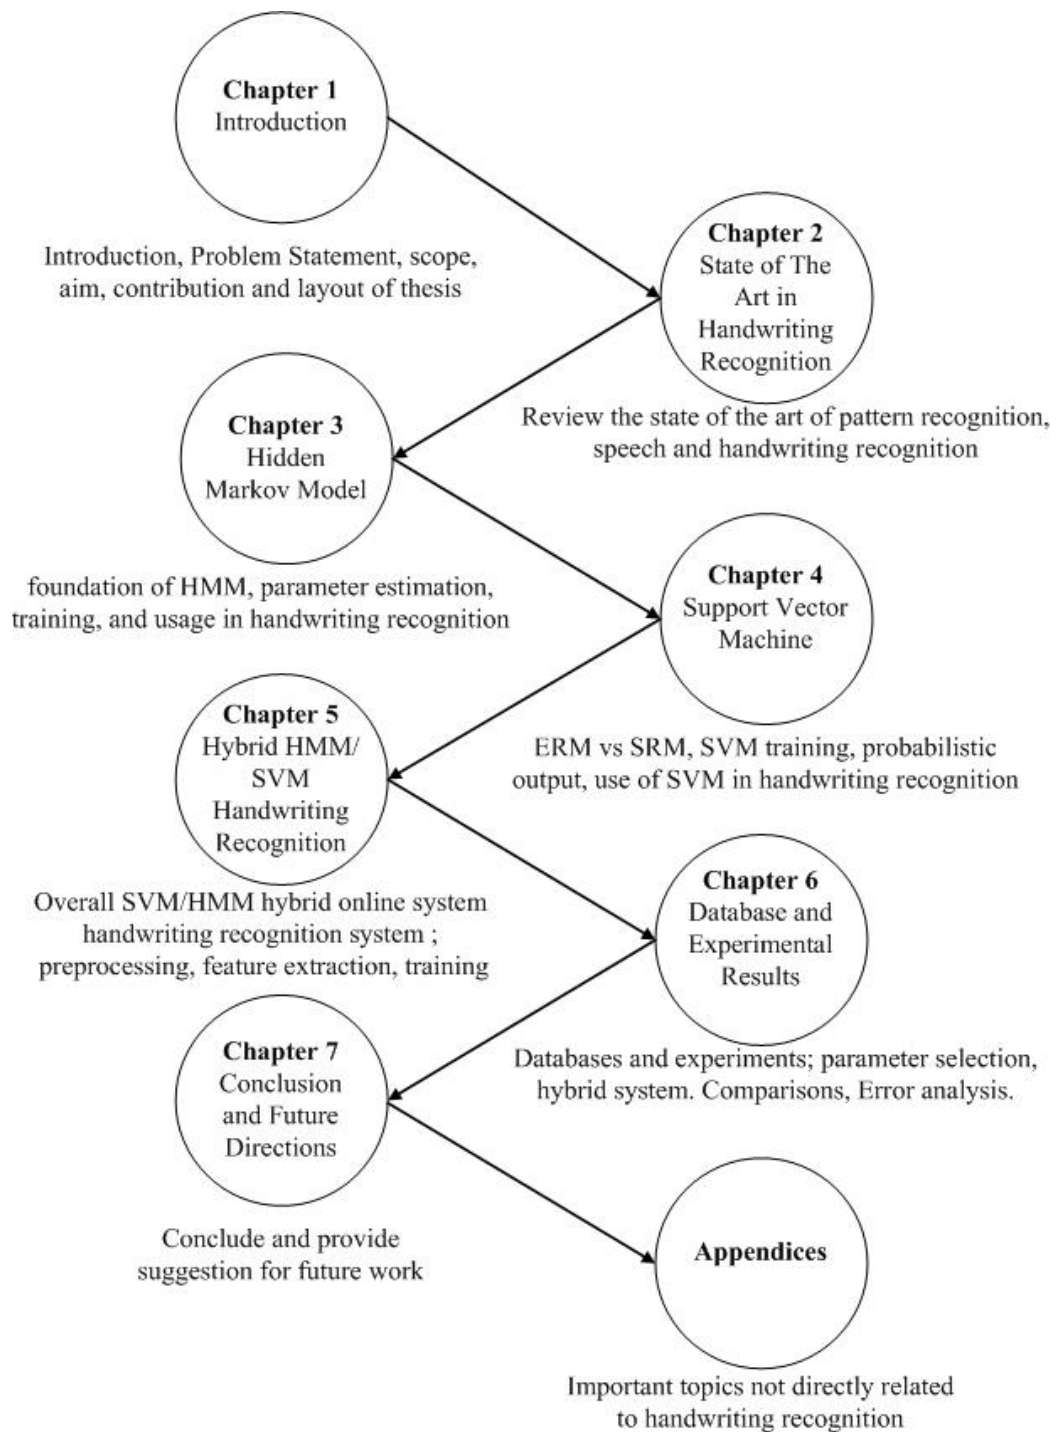 Chapter 1
Introduction
Introduction, Problem Statement, scope,
aim, contribution and layout of thesis
Chapter 2
State of The
Art in
Handwriting
Recognition
Review the state of the art of pattern recognition,
speech and handwriting recognition
Chapter 3
Hidden
Markov Model
foundation of HMM, parameter estimation,
training, and usage in handwriting recognition
Chapter 4
Support Vector
Machine
ERM vs SRM, SVM training, probabilistic
output, use of SVM in handwriting recognition
Chapter 5
Hybrid HMM/
SVM
Handwriting
Recognition
Overall SVM/HMM hybrid online system
handwriting recognition system ;
preprocessing, feature extraction, training
Chapter 6
Database and
Experimental
Results
Databases and experiments; parameter selection,
hybrid system. Comparisons, Error analysis.
Chapter 7
Conclusion
and Future
Directions
Conclude and provide
suggestion for future work
Appendices
Important topics not directly related
to handwriting recognition